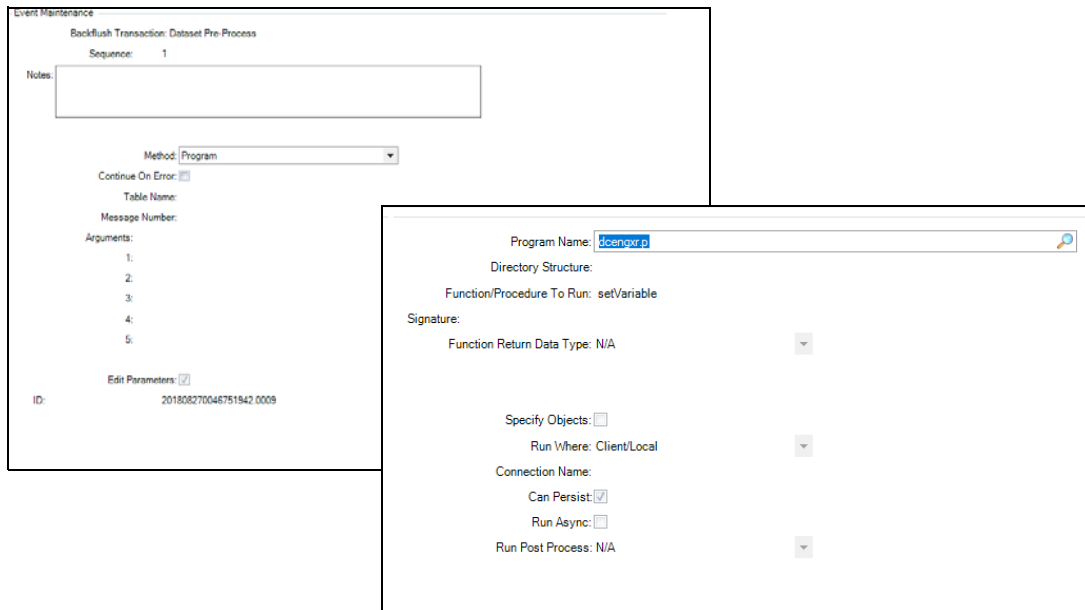 Event Maintenance
Backflush Transaction: Dataset Pre-Process
Sequence: 1
Notes:
Method: Program
Continue On Error:
Table Name:
Message Number:
Arguments:
1:
2:
3:
4:
5:
Edit Parameters:
ID: 201808270046751942.0009
Program Name: dcengxr.p
Directory Structure:
Function/Procedure To Run: setVariable
Signature:
Function Return Data Type: N/A
Specify Objects:
Run Where: Client/Local
Connection Name:
Can Persist:
Run Async:
Run Post Process: N/A